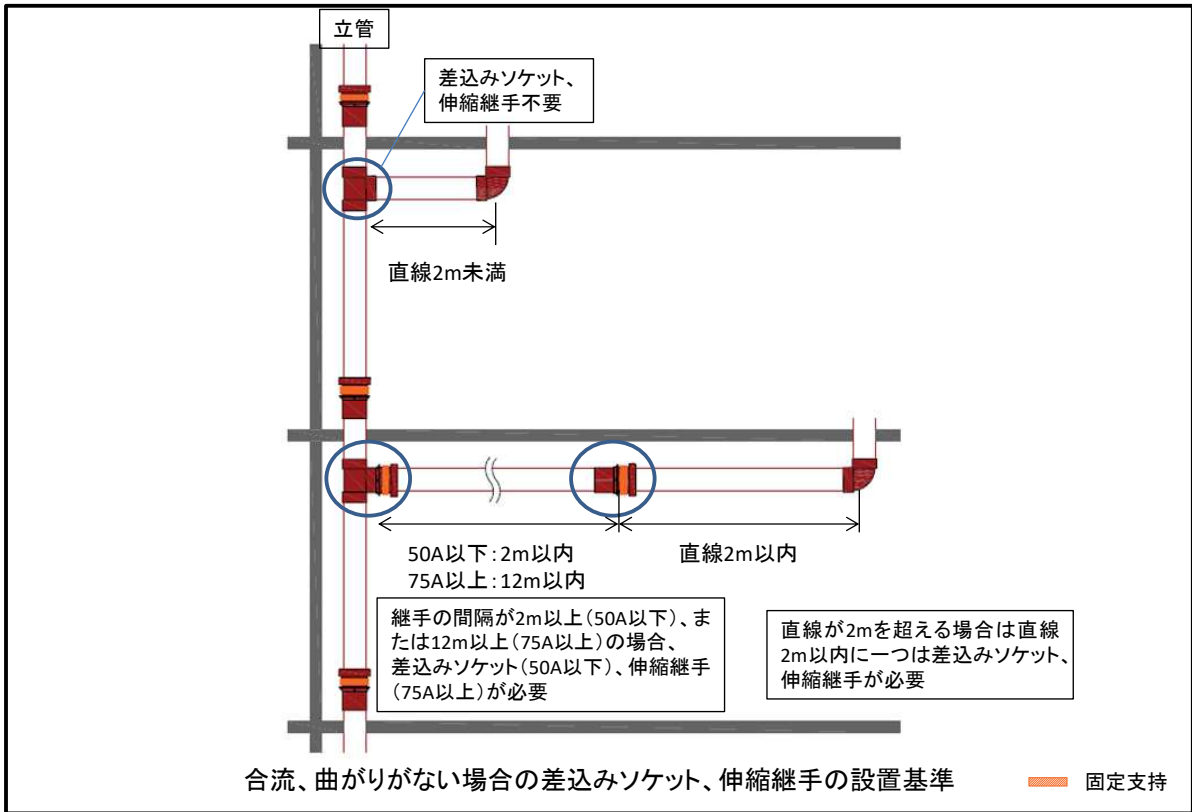 立管
差込みソケット、
伸縮継手不要
直線2m未満
50A以下：2m以内
75A以上：12m以内
直線2m以内
継手の間隔が2m以上（50A以下）、ま
たは12m以上（75A以上）の場合、
差込みソケット（50A以下）、伸縮継手
（75A以上）が必要
直線が2mを超える場合は直線
2m以内に一つは差込みソケット、
伸縮継手が必要
合流、曲がりがない場合の差込みソケット、伸縮継手の設置基準
固定支持